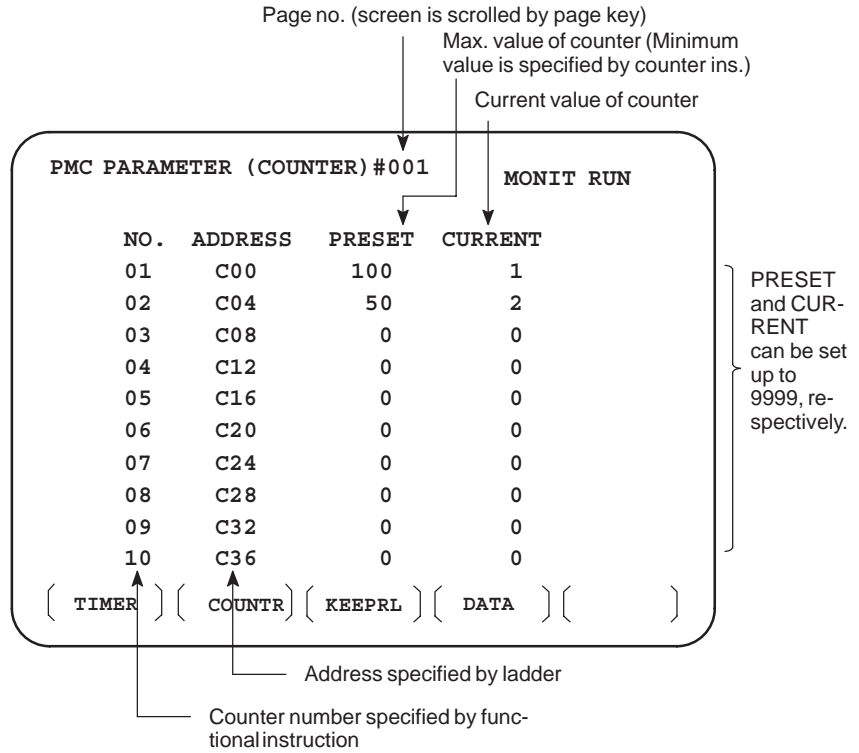 Page no. (screen is scrolled by page key)
Max. value of counter (Minimum
value is specified by counter ins.)
Current value of counter
PMC PARAMETER (COUNTER)#001
MONIT RUN
NO. ADDRESS PRESET CURRENT
01 C00 100 1
02 C04 50 2
03 C08 0 0
04 C12 0 0
05 C16 0 0
06 C20 0 0
07 C24 0 0
08 C28 0 0
09 C32 0 0
10 C36 0 0
PRESET
and CUR-
RENT
can be set
up to
9999, re-
spectively.
TIMER COUNTR KEEPRL DATA
Address specified by ladder
Counter number specified by func-
tional instruction